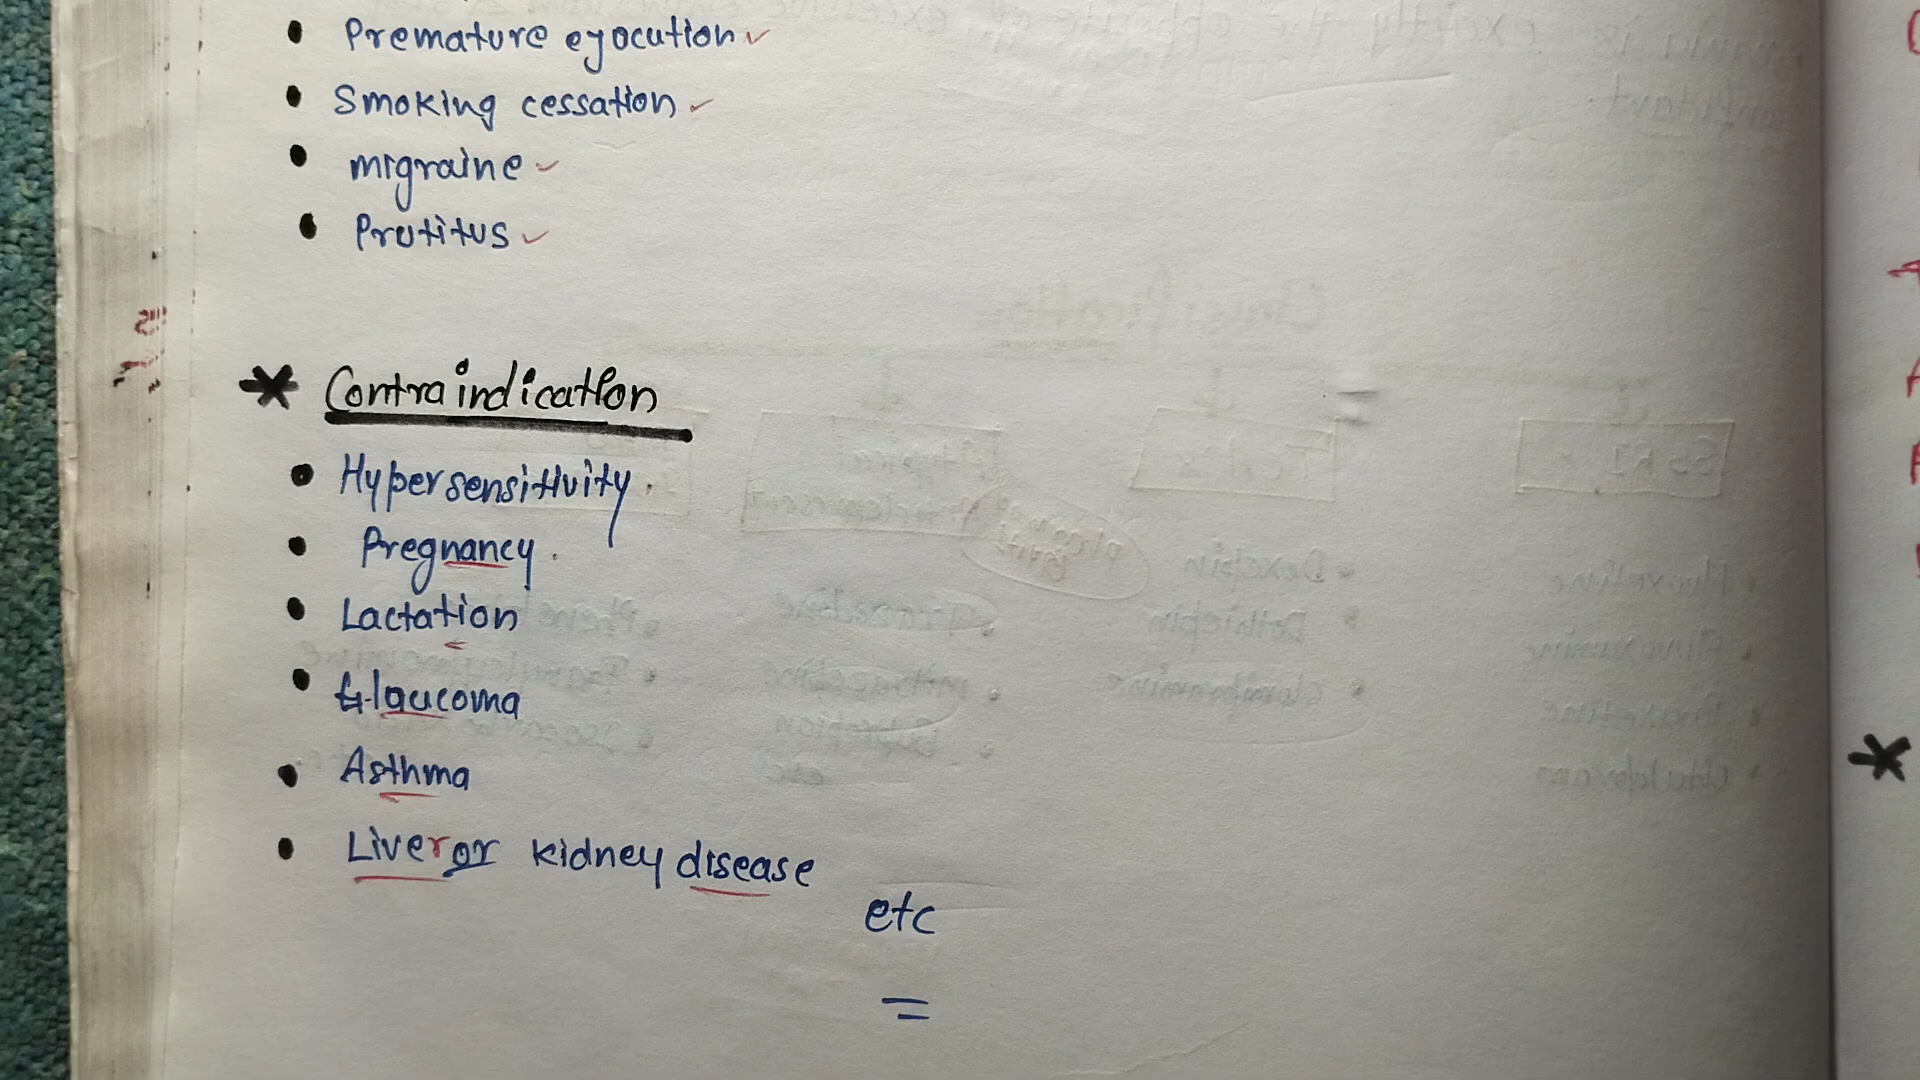 • Premature ejocution
• Smoking cessation
• migraine
• Prutitus
* Contraindication
• Hypersensitivity.
• Pregnancy.
• Lactation
• Glaucoma
• Asthma
• Liver or kidney disease
etc